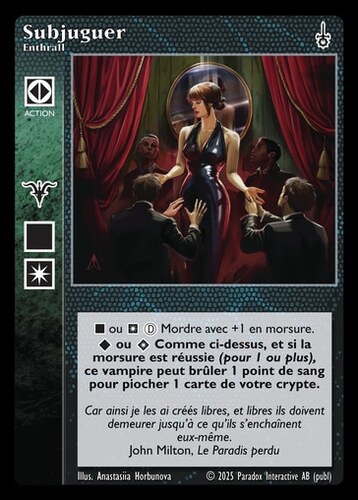 Subjuguer
Enthrall
ACTION
ou D Mordre avec +1 en morsure.
ou Comme ci-dessus, et si la
morsure est réussie (pour 1 ou plus),
ce vampire peut brûler 1 point de sang
pour piocher 1 carte de votre crypte.
Car ainsi je les ai créés libres, et libres ils doivent
demeurer jusqu'à ce qu'ils s'enchaînent
eux-même.
John Milton, Le Paradis perdu
Illus. Anastasiia Horbunova © 2025 Paradox Interactive AB (publ)